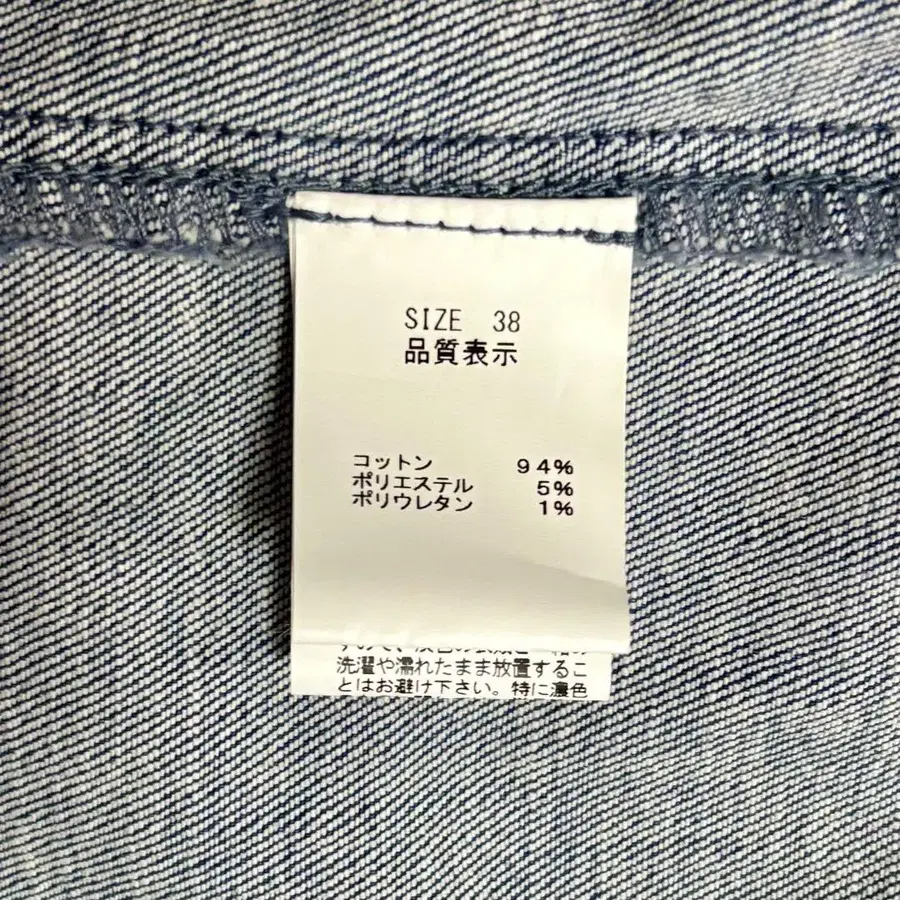 SIZE 38
品質表示
コットン 94%
ポリエステル 5%
ポリウレタン 1%
洗濯や濡れたまま放置するこ
とはお避け下さい。特に濃色